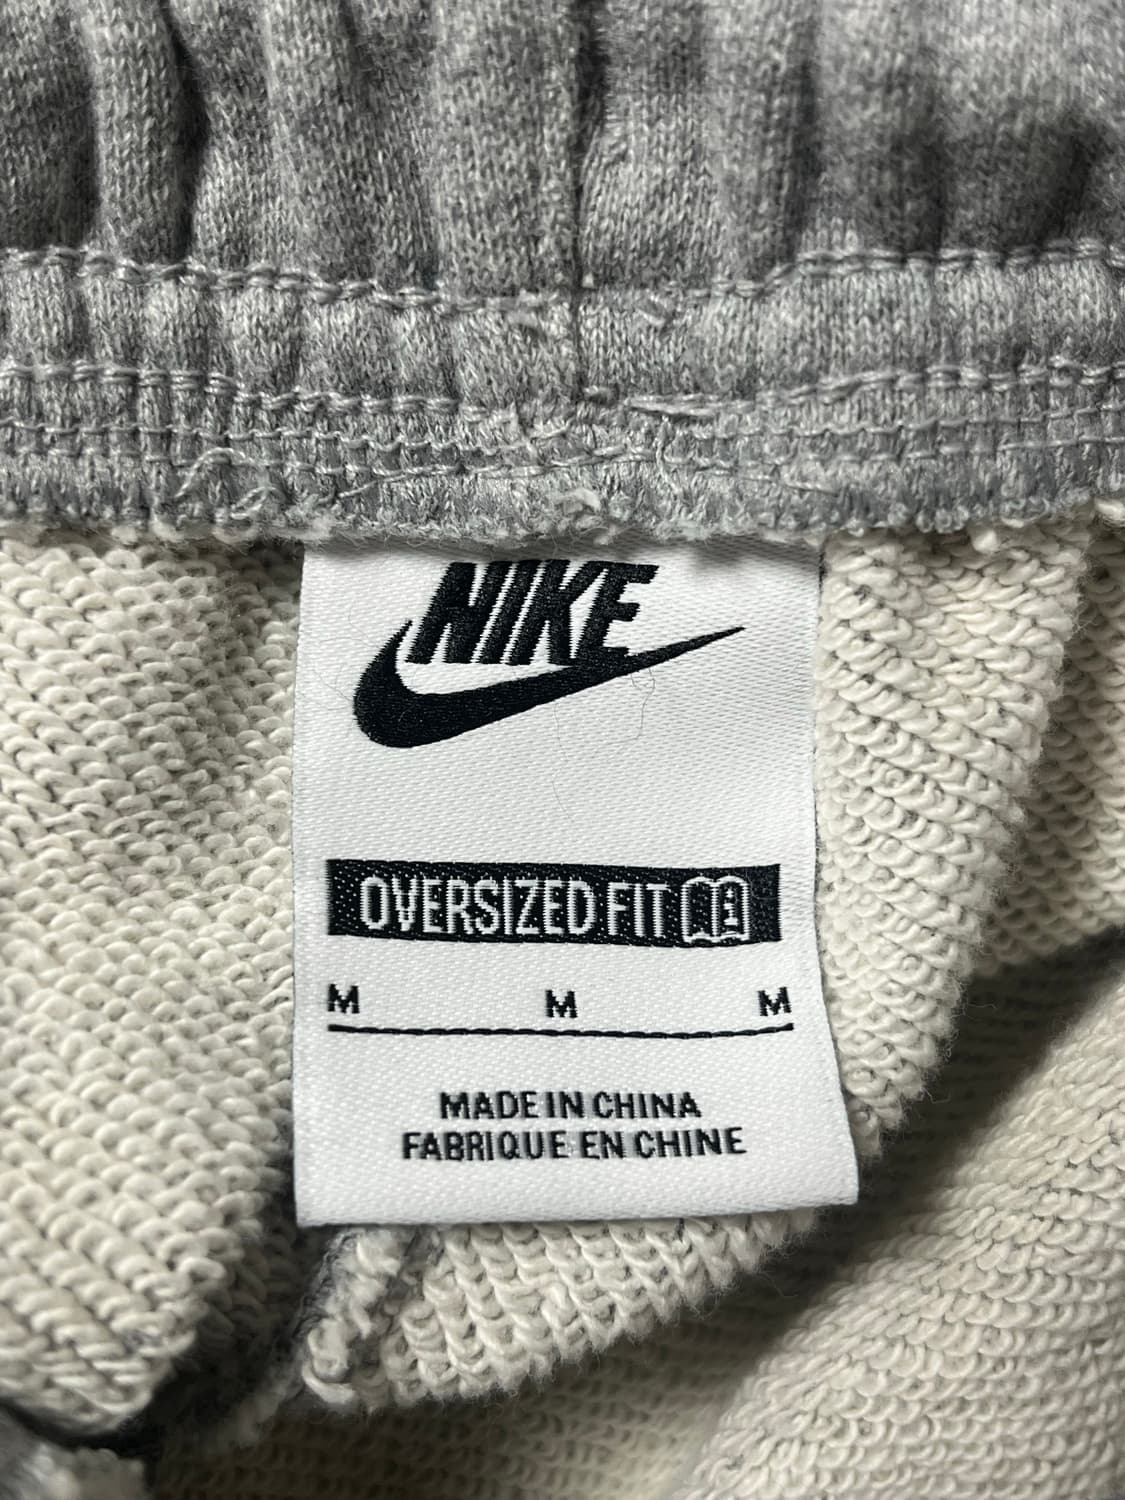 NIKE
OVERSIZED FIT
M M M
MADE IN CHINA
FABRIQUE EN CHINE